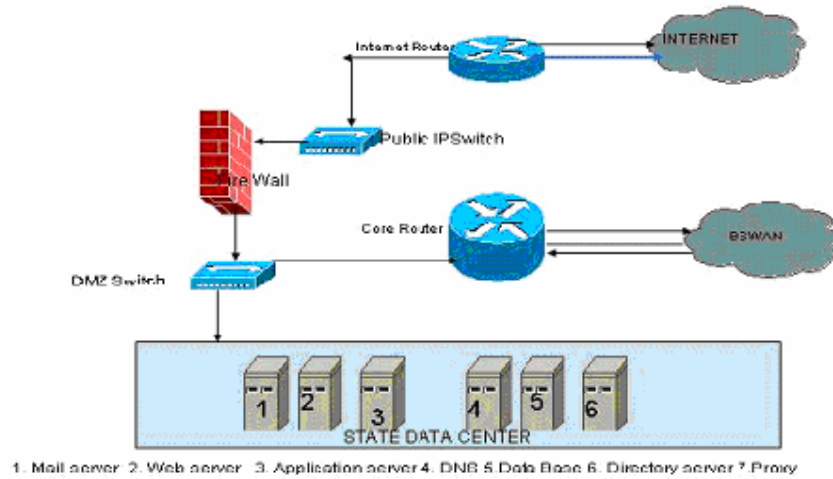 Internet Router
INTERNET
Public IPSwitch
Fire Wall
Core Router
BSWAN
DMZ Switch
1 2 3 4 5 6
STATE DATA CENTER
1. Mail server 2. Web server 3. Application server 4. DNS 5.Data Base 6. Directory server 7.Proxy